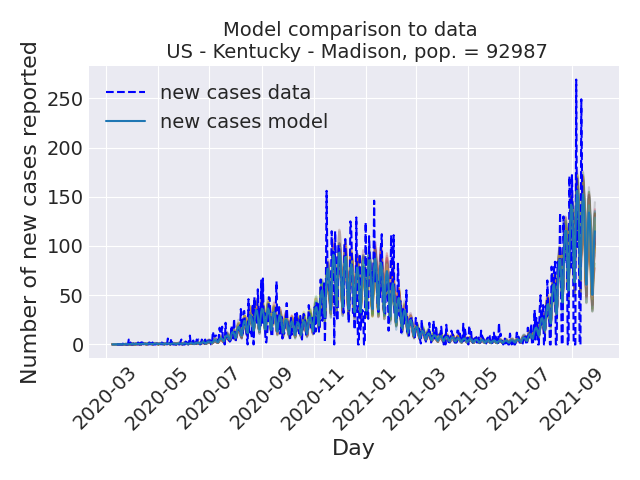 Model comparison to data
US - Kentucky - Madison, pop. = 92987
Number of new cases reported
250
200
150
100
50
0
new cases data
new cases model
2020-03
2020-05
2020-07
2020-09
2020-11
2021-01
2021-03
2021-05
2021-07
2021-09
Day